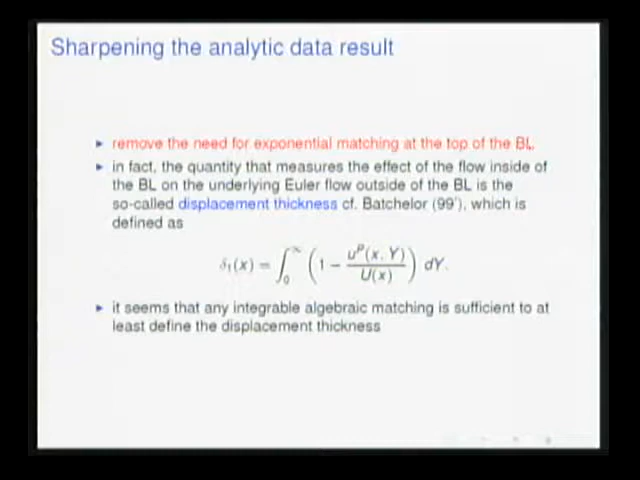 Sharpening the analytic data result
▸ remove the need for exponential matching at the top of the BL.
▸ in fact, the quantity that measures the effect of the flow inside of
the BL on the underlying Euler flow outside of the BL is the
so-called displacement thickness cf. Batchelor (99'), which is
defined as
δ₁(x) = ∫₀^∞ (1 − u^P(x, Y) / U(x)) dY.
▸ it seems that any integrable algebraic matching is sufficient to at
least define the displacement thickness